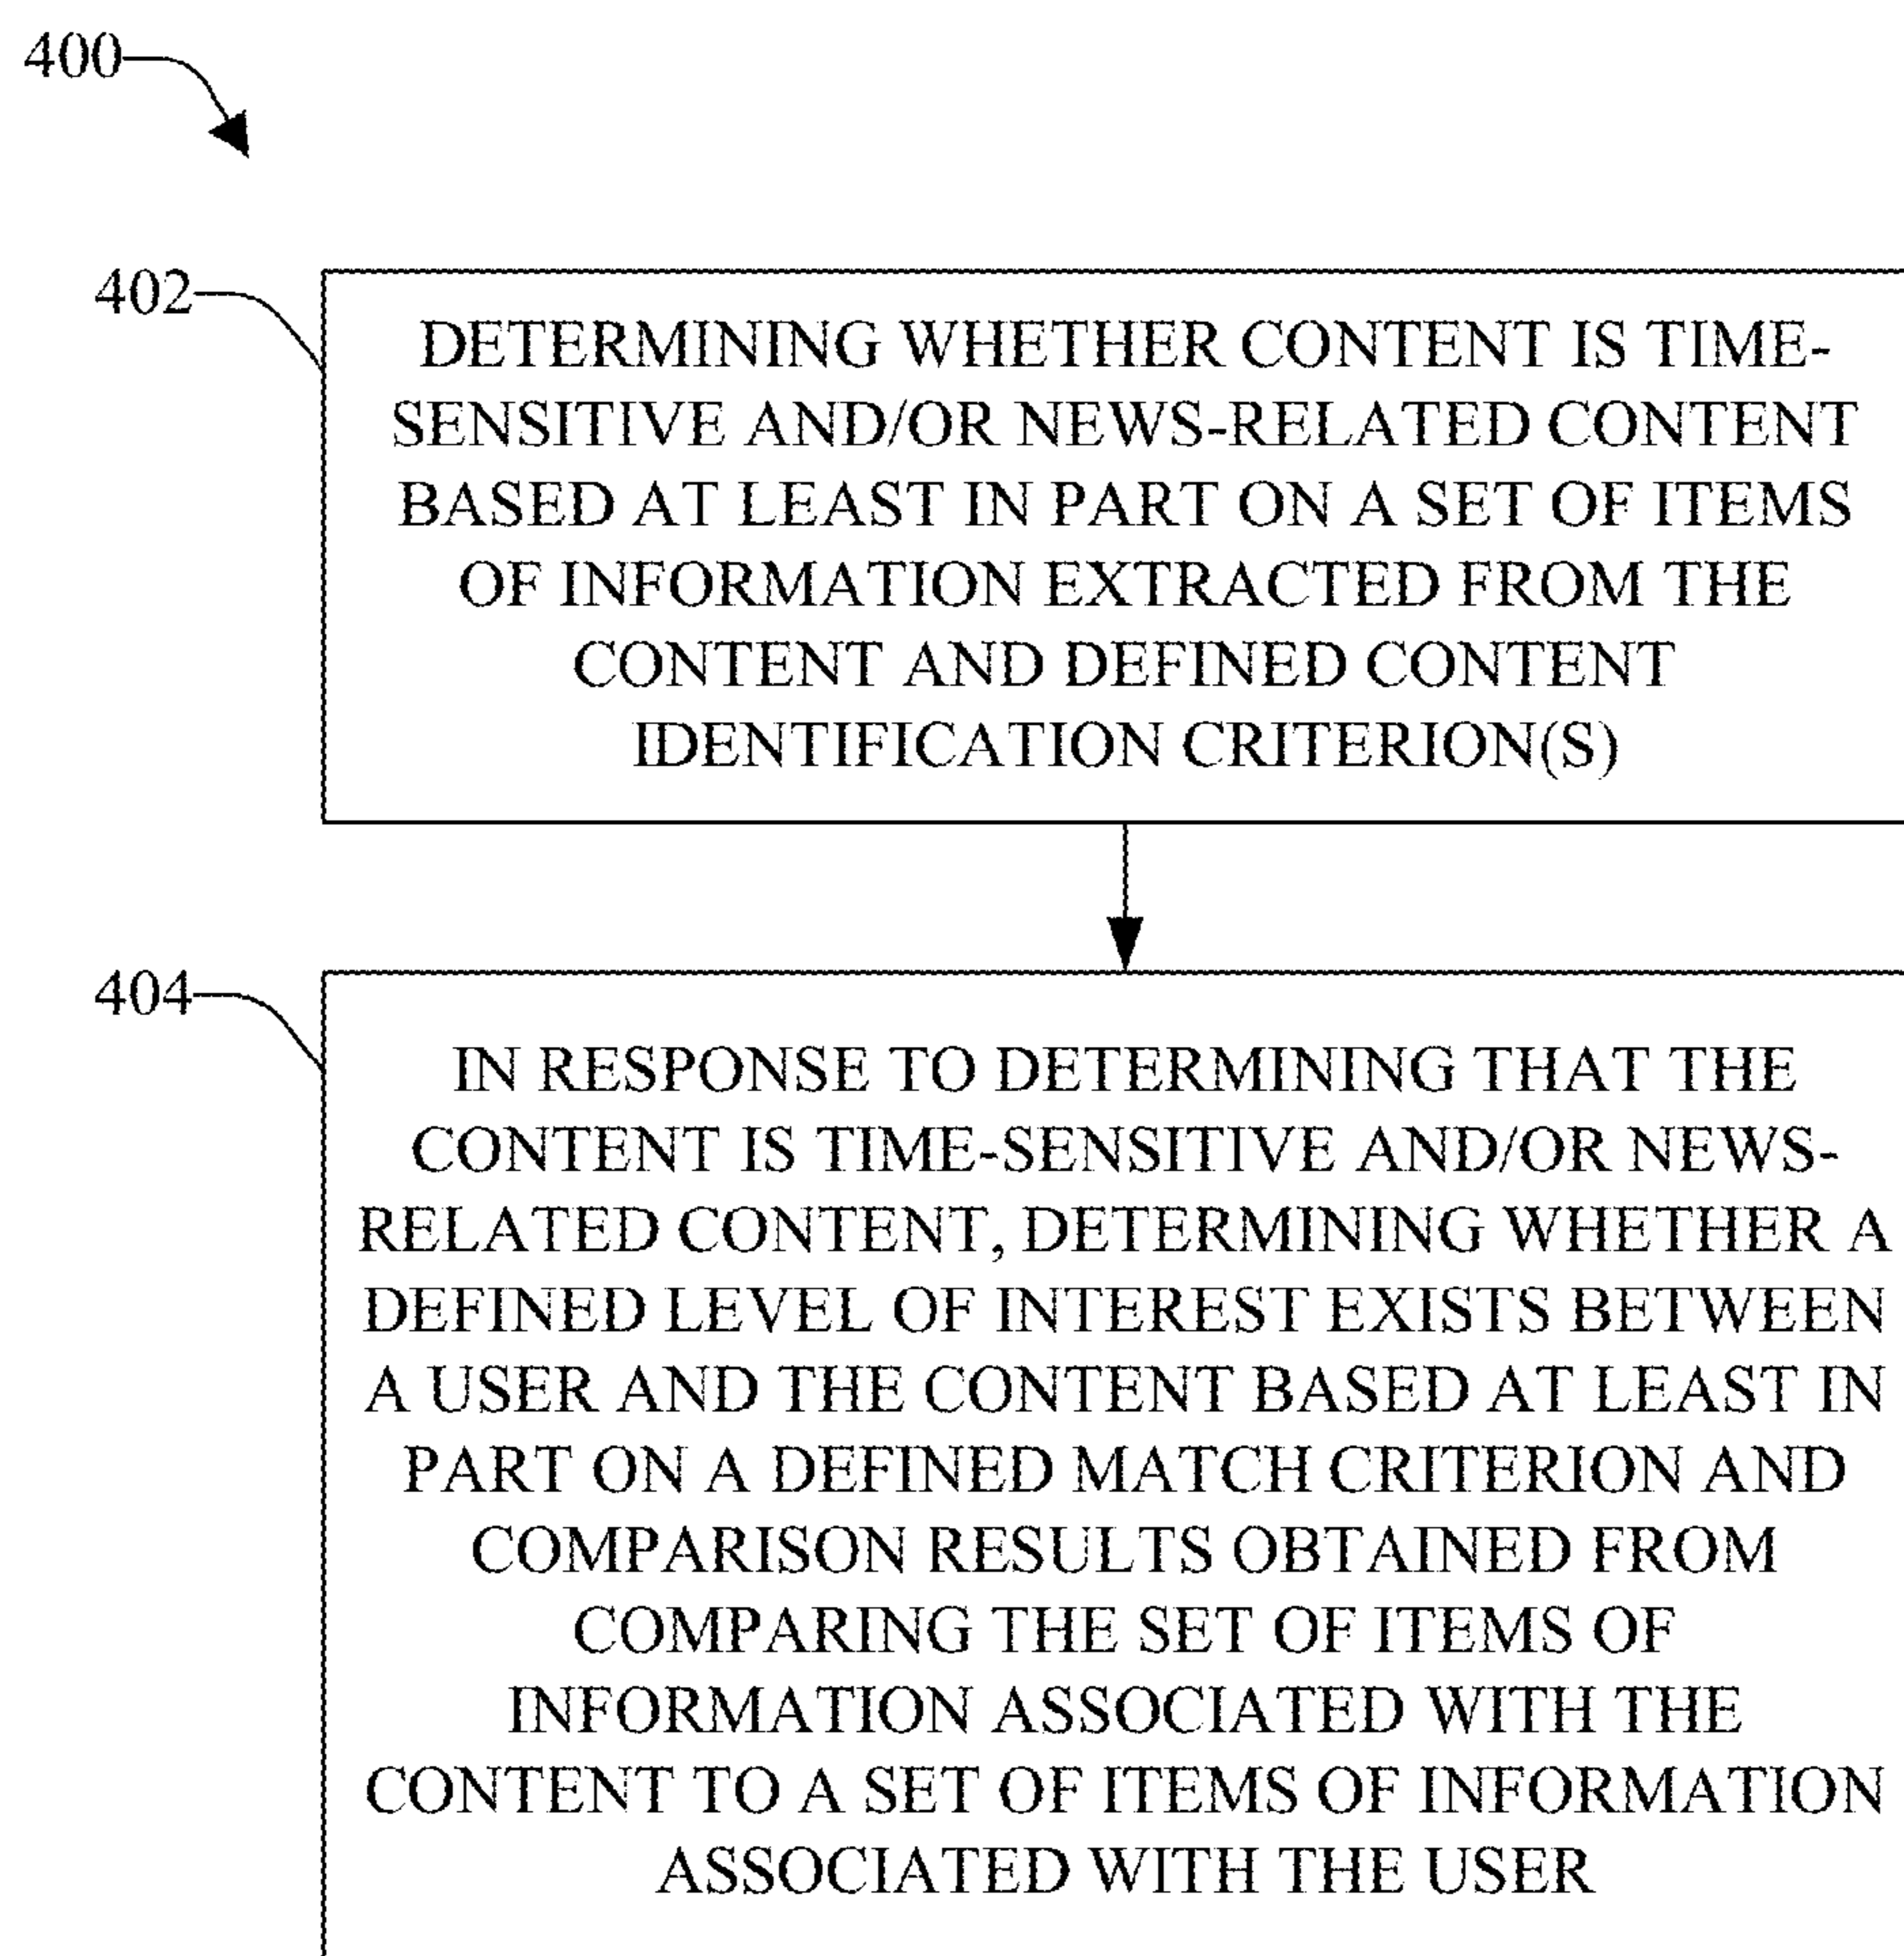 400
402
DETERMINING WHETHER CONTENT IS TIME-
SENSITIVE AND/OR NEWS-RELATED CONTENT
BASED AT LEAST IN PART ON A SET OF ITEMS
OF INFORMATION EXTRACTED FROM THE
CONTENT AND DEFINED CONTENT
IDENTIFICATION CRITERION(S)
404
IN RESPONSE TO DETERMINING THAT THE
CONTENT IS TIME-SENSITIVE AND/OR NEWS-
RELATED CONTENT, DETERMINING WHETHER A
DEFINED LEVEL OF INTEREST EXISTS BETWEEN
A USER AND THE CONTENT BASED AT LEAST IN
PART ON A DEFINED MATCH CRITERION AND
COMPARISON RESULTS OBTAINED FROM
COMPARING THE SET OF ITEMS OF
INFORMATION ASSOCIATED WITH THE
CONTENT TO A SET OF ITEMS OF INFORMATION
ASSOCIATED WITH THE USER